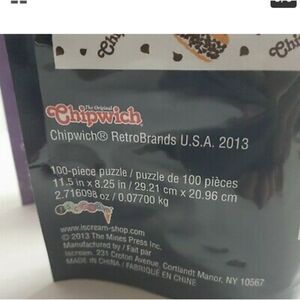 The Original
Chipwich
Chipwich® RetroBrands U.S.A. 2013
100-piece puzzle / puzzle de 100 pièces
11.5 in x 8.25 in / 29.21 cm x 20.96 cm
2.716098 oz / 0.07700 kg
www.iscream-shop.com
© 2013 The Mines Press Inc.
Manufactured by / Fait par
Iscream. 231 Croton Avenue, Cortlandt Manor, NY 10567
MADE IN CHINA / FABRIQUÉ EN CHINE